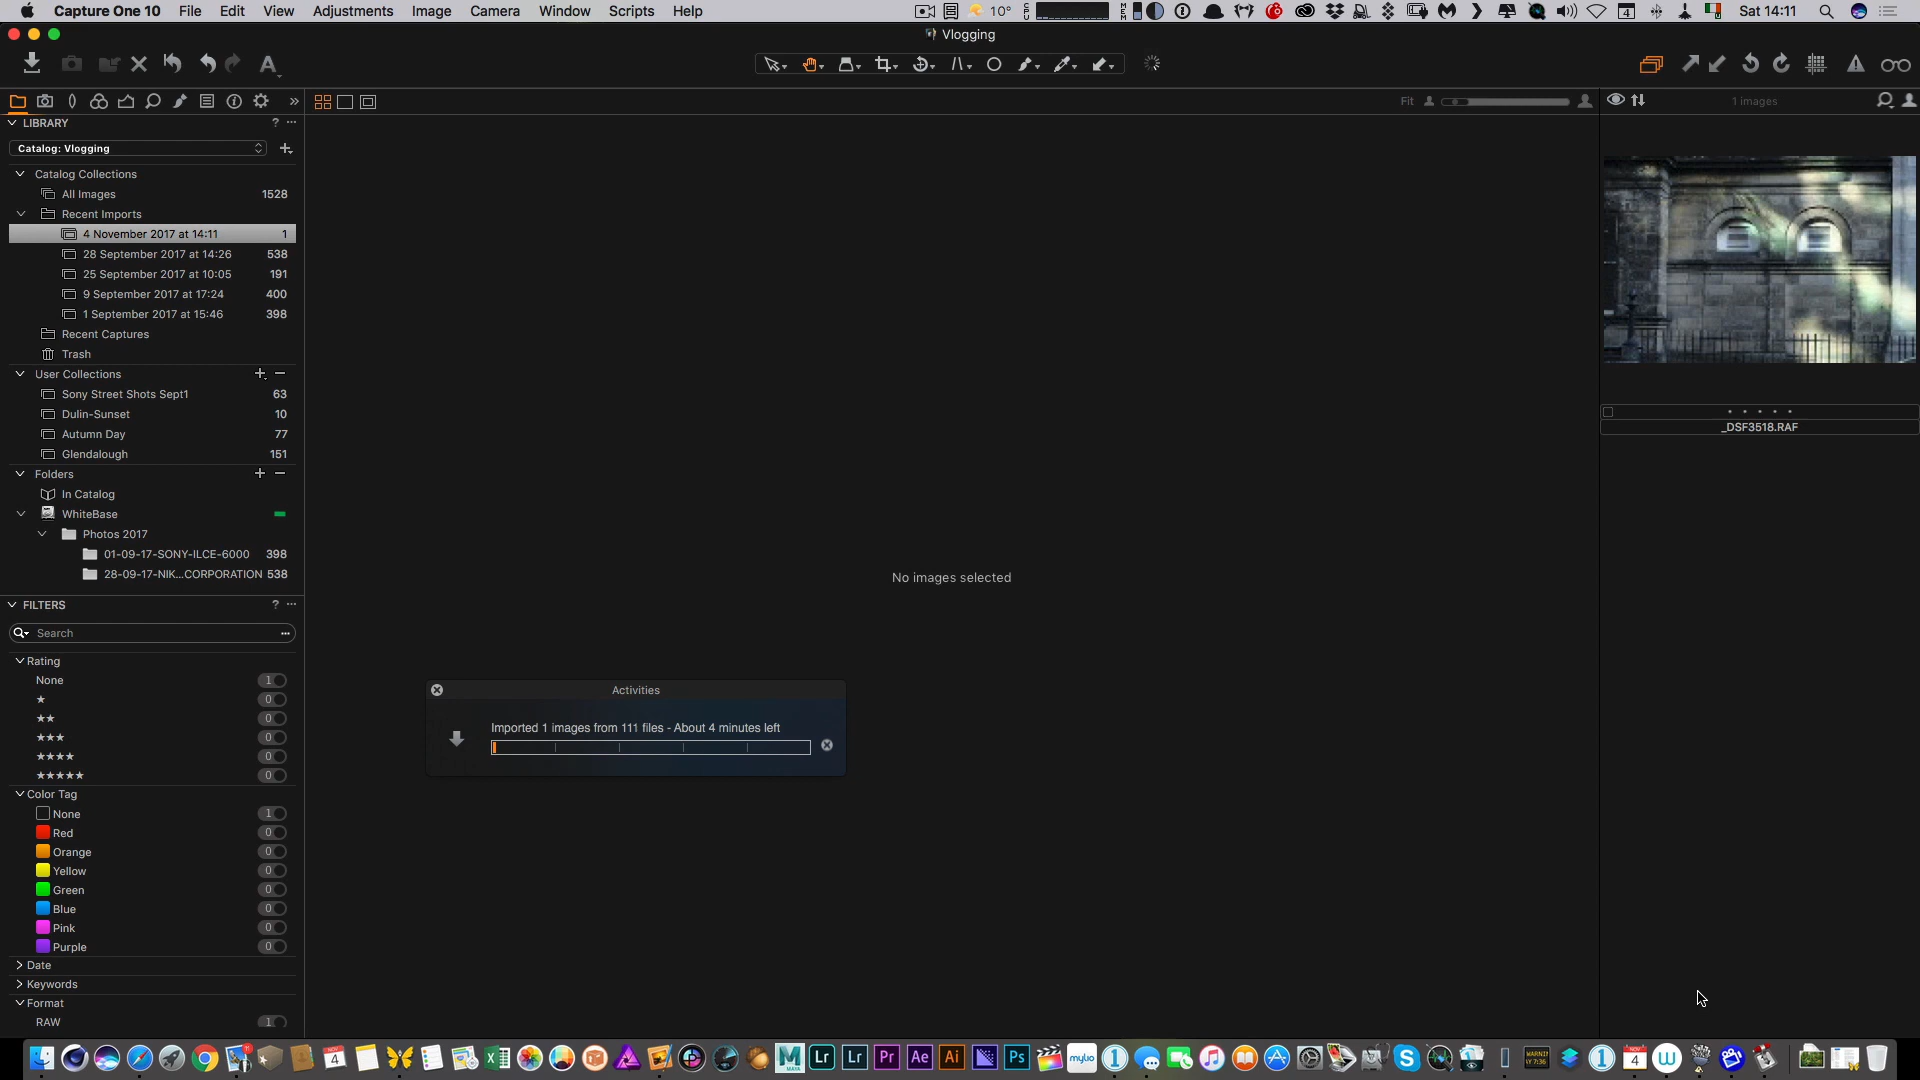 Capture One 10 File Edit View Adjustments Image Camera Window Scripts Help
10° Sat 14:11
Vlogging
Fit
1 images
LIBRARY
Catalog: Vlogging
Catalog Collections
All Images 1528
Recent Imports
4 November 2017 at 14:11 1
28 September 2017 at 14:26 538
25 September 2017 at 10:05 191
9 September 2017 at 17:24 400
1 September 2017 at 15:46 398
Recent Captures
Trash
User Collections
Sony Street Shots Sept1 63
Dulin-Sunset 10
Autumn Day 77
Glendalough 151
Folders
In Catalog
WhiteBase
Photos 2017
01-09-17-SONY-ILCE-6000 398
28-09-17-NIK...CORPORATION 538
FILTERS
Search
Rating
None 1
★ 0
★★ 0
★★★ 0
★★★★ 0
★★★★★ 0
Color Tag
None 1
Red 0
Orange 0
Yellow 0
Green 0
Blue 0
Pink 0
Purple 0
Date
Keywords
Format
RAW 1
No images selected
Activities
Imported 1 images from 111 files - About 4 minutes left
_DSF3518.RAF
Lr Lr Pr Ae Ai Ps mylio